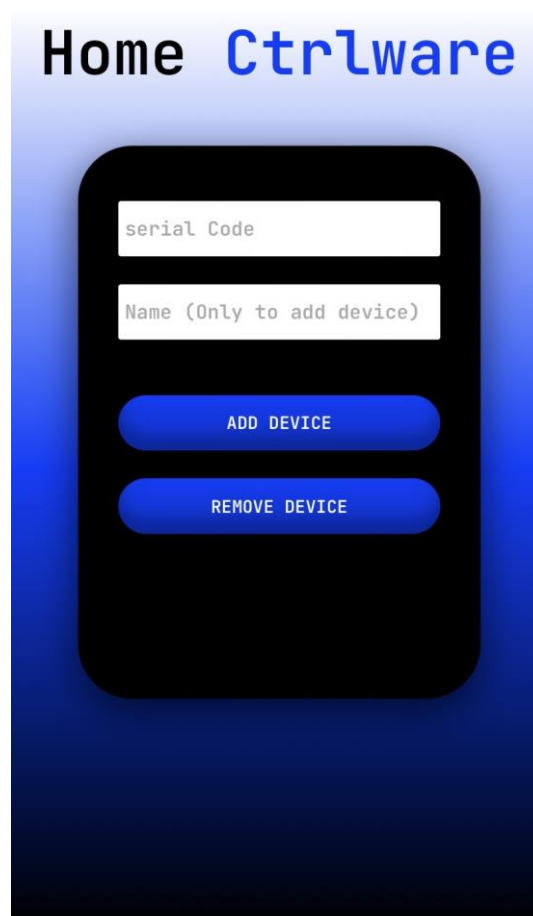 Home Ctrlware
serial Code
Name (Only to add device)
ADD DEVICE
REMOVE DEVICE